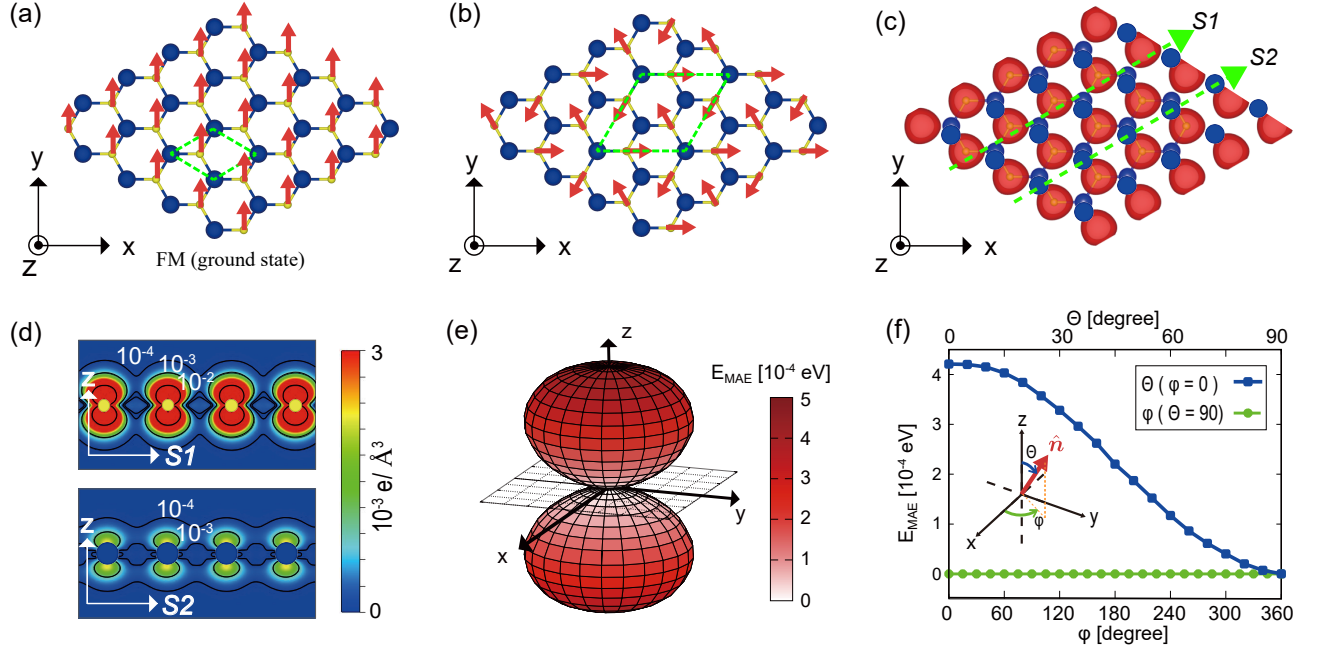 (a)
y
z
x
FM (ground state)
(b)
y
z
x
(c)
S1
S2
y
z
x
(d)
10⁻⁴
10⁻³
10⁻²
z
S1
10⁻⁴
10⁻³
z
S2
3
10⁻³ e/ Å³
0
(e)
z
y
x
E_MAE [10⁻⁴ eV]
5
4
3
2
1
0
(f)
Θ [degree]
0 30 60 90
4
3
2
1
0
E_MAE [10⁻⁴ eV]
Θ ( φ = 0 )
φ ( Θ = 90)
z
n̂
Θ
y
φ
x
0 60 120 180 240 300 360
φ [degree]